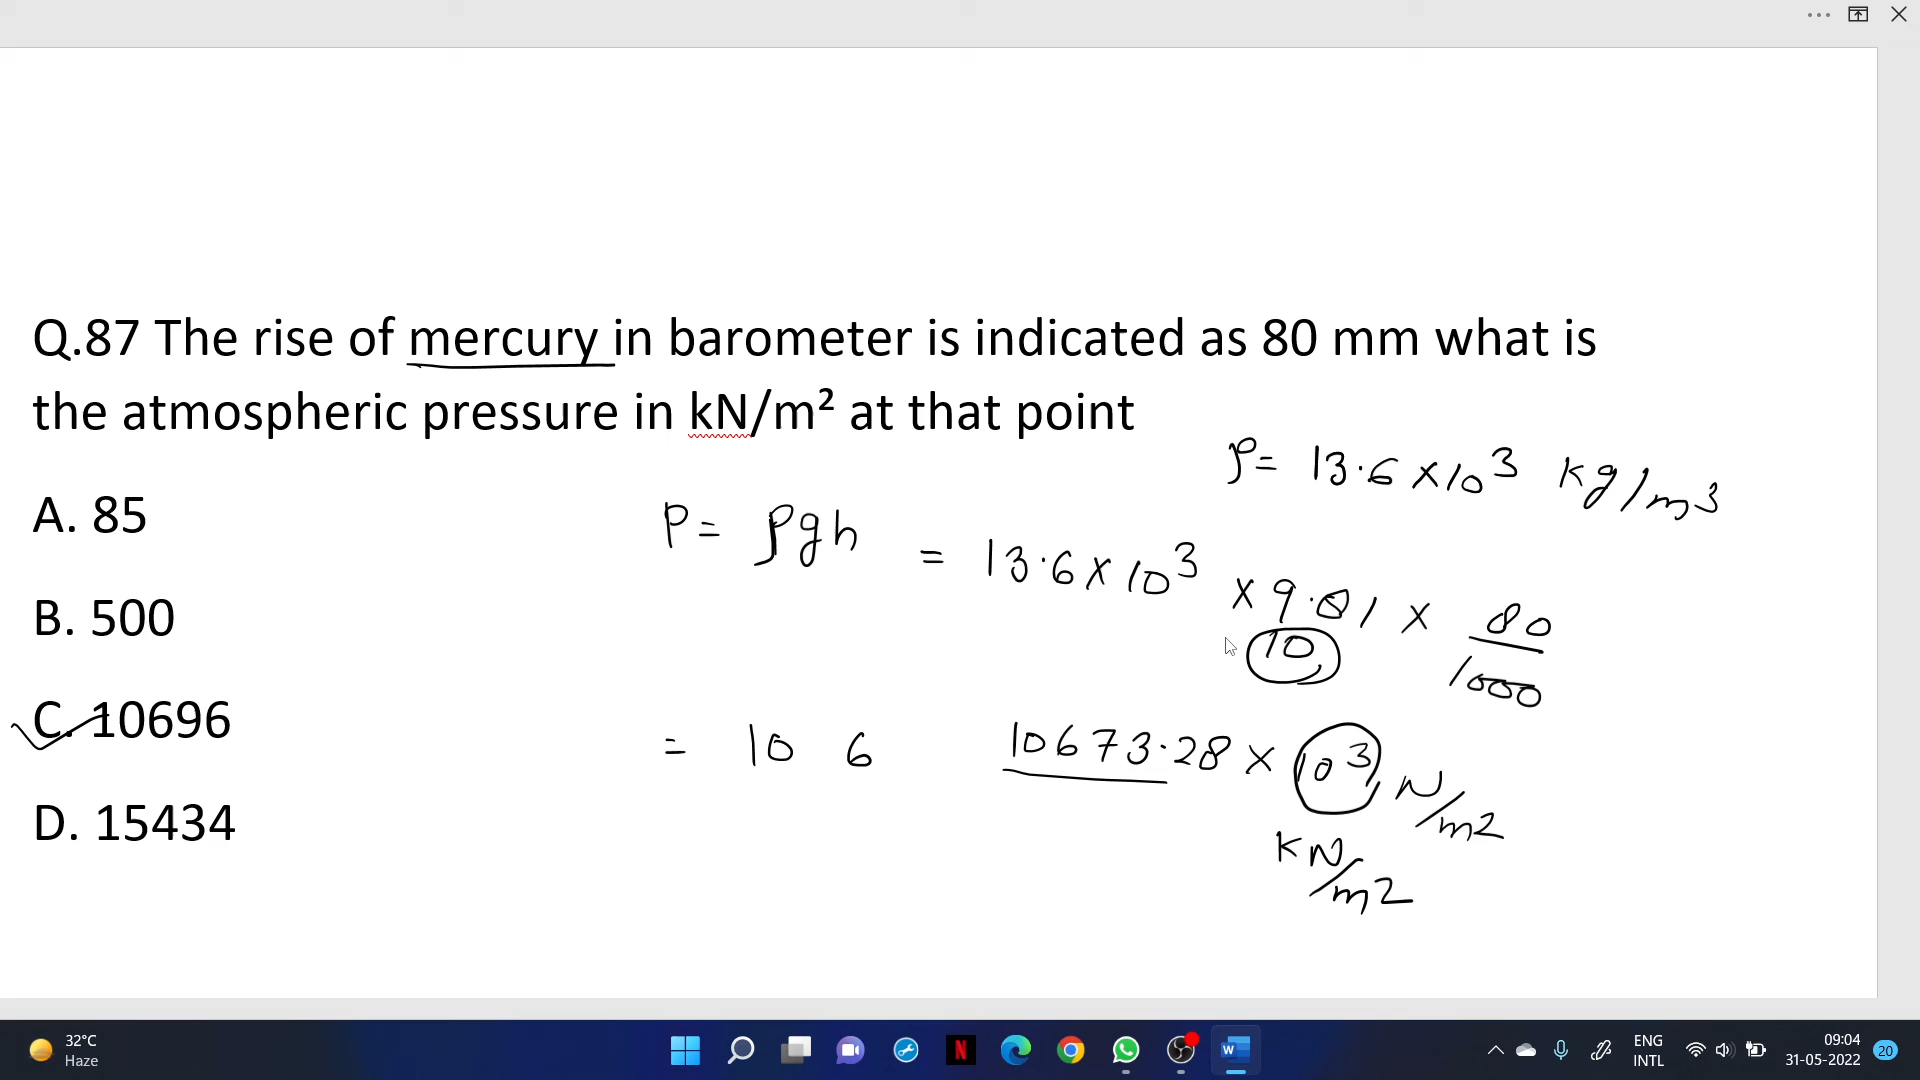 Q.87 The rise of mercury in barometer is indicated as 80 mm what is
the atmospheric pressure in kN/m² at that point
ρ = 13.6 × 10³ kg/m3
A. 85
P = ρgh = 13.6 × 10³ × 9.81 × 80/1000
10
B. 500
C. 10696
= 10 6 10673.28 × 10³ N/m2
KN/m2
D. 15434
32°C
Haze
ENG
INTL
09:04
31-05-2022
20